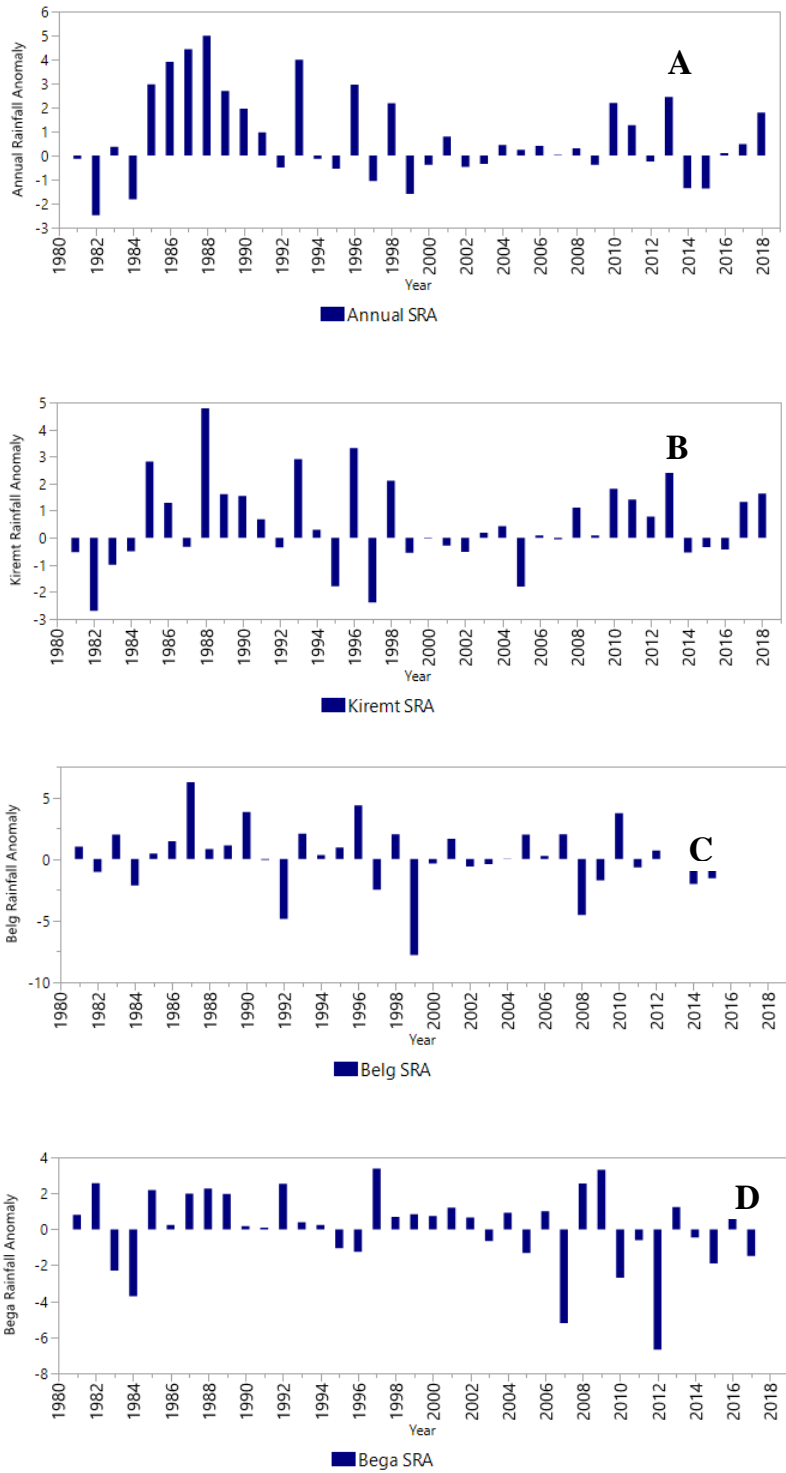 6
5
4
3
2
1
0
-1
-2
-3
Annual Rainfall Anomaly
A
1980 1982 1984 1986 1988 1990 1992 1994 1996 1998 2000 2002 2004 2006 2008 2010 2012 2014 2016 2018
Year
Annual SRA
5
4
3
2
1
0
-1
-2
-3
Kiremt Rainfall Anomaly
B
1980 1982 1984 1986 1988 1990 1992 1994 1996 1998 2000 2002 2004 2006 2008 2010 2012 2014 2016 2018
Year
Kiremt SRA
5
0
-5
-10
Belg Rainfall Anomaly
C
1980 1982 1984 1986 1988 1990 1992 1994 1996 1998 2000 2002 2004 2006 2008 2010 2012 2014 2016 2018
Year
Belg SRA
4
2
0
-2
-4
-6
-8
Bega Rainfall Anomaly
D
1980 1982 1984 1986 1988 1990 1992 1994 1996 1998 2000 2002 2004 2006 2008 2010 2012 2014 2016 2018
Year
Bega SRA